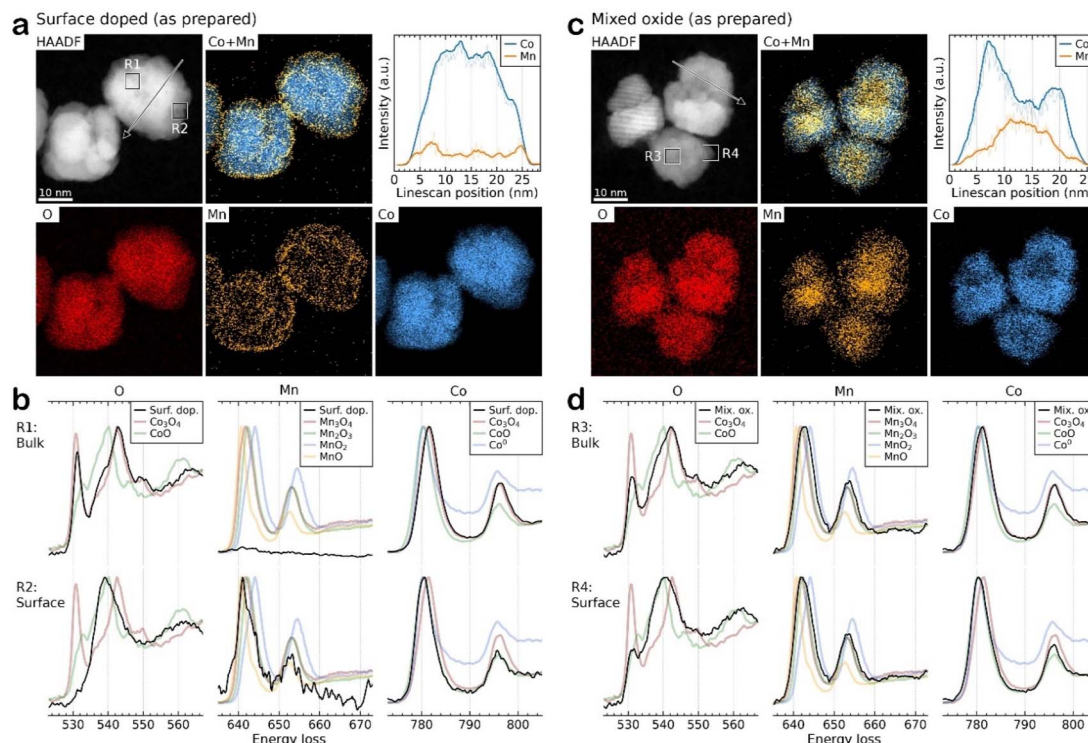 a Surface doped (as prepared)
HAADF
R1
R2
10 nm
Co+Mn
Co
Mn
Intensity (a.u.)
0 5 10 15 20 25
Linescan position (nm)
O
Mn
Co
c Mixed oxide (as prepared)
HAADF
R3
R4
10 nm
Co+Mn
Co
Mn
Intensity (a.u.)
0 5 10 15 20 25
Linescan position (nm)
O
Mn
Co
b
O Mn Co
R1:
Bulk
Surf. dop.
Co₃O₄
CoO
Surf. dop.
Mn₃O₄
Mn₂O₃
MnO₂
MnO
Surf. dop.
Co₃O₄
CoO
Co⁰
R2:
Surface
530 540 550 560
640 650 660 670
780 790 800
Energy loss
d
O Mn Co
R3:
Bulk
Mix. ox.
Co₃O₄
CoO
Mix. ox.
Mn₃O₄
Mn₂O₃
MnO₂
MnO
Mix. ox.
Co₃O₄
CoO
Co⁰
R4:
Surface
530 540 550 560
640 650 660 670
780 790 800
Energy loss